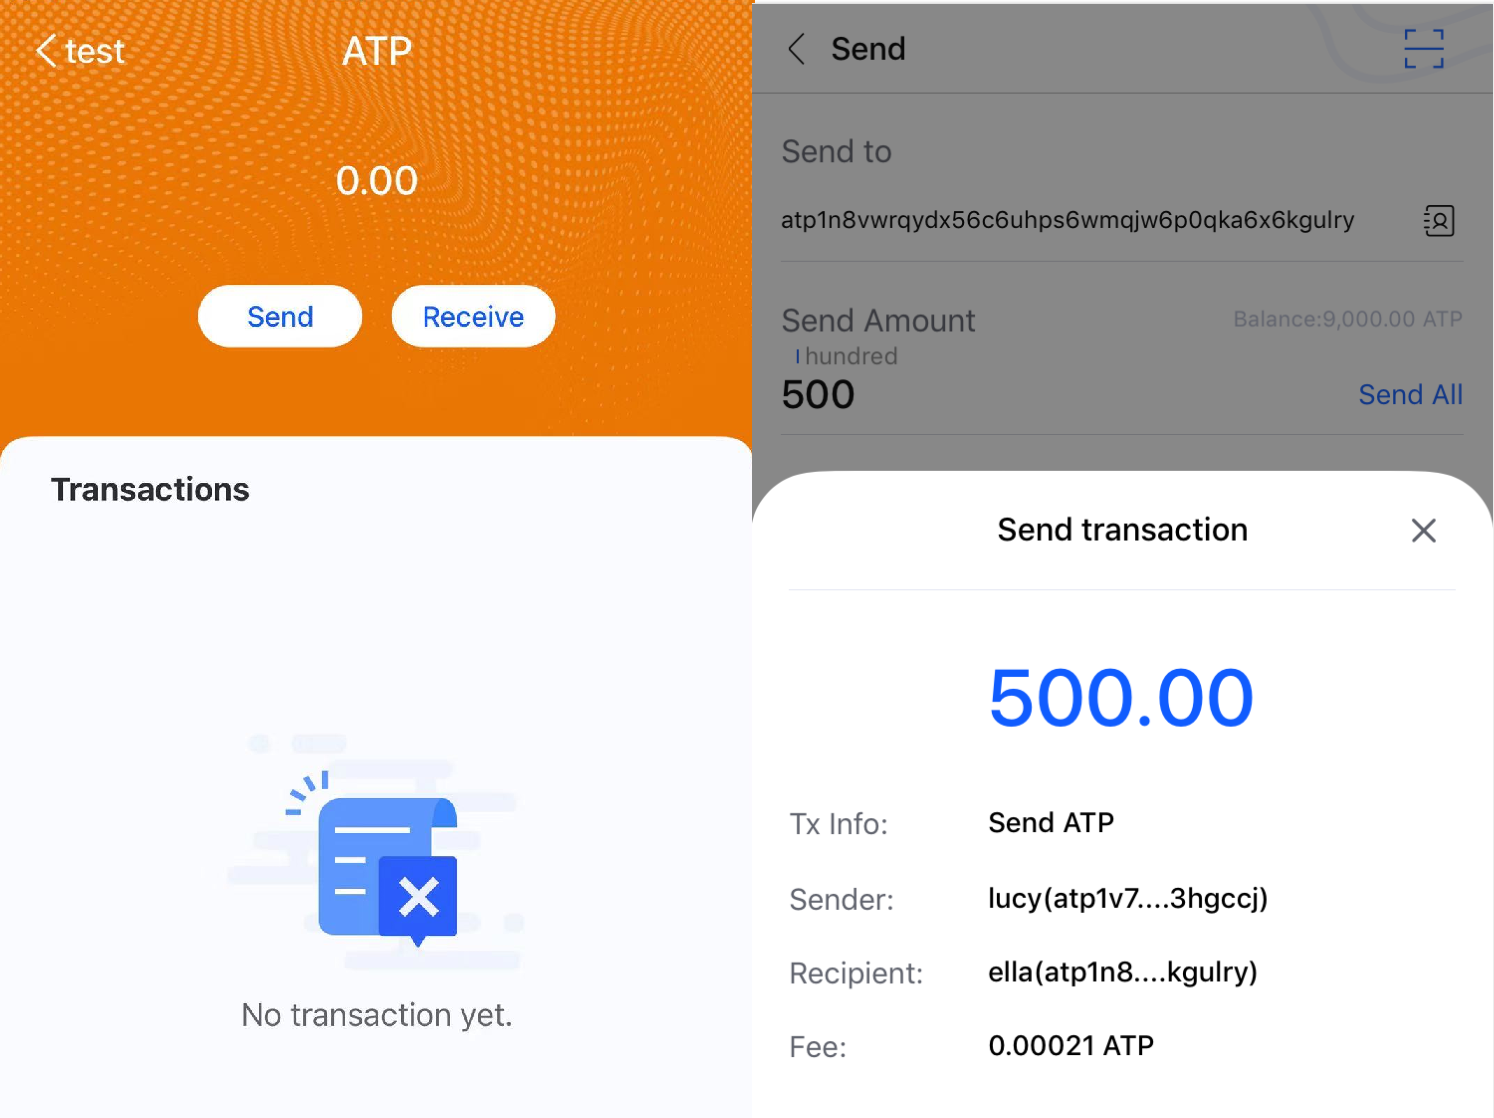 test
ATP
0.00
Send
Receive
Transactions
No transaction yet.
Send
Send to
atp1n8vwrqydx56c6uhps6wmqjw6p0qka6x6kgulry
Send Amount
Balance:9,000.00 ATP
hundred
500
Send All
Send transaction
500.00
Tx Info: Send ATP
Sender: lucy(atp1v7....3hgccj)
Recipient: ella(atp1n8....kgulry)
Fee: 0.00021 ATP